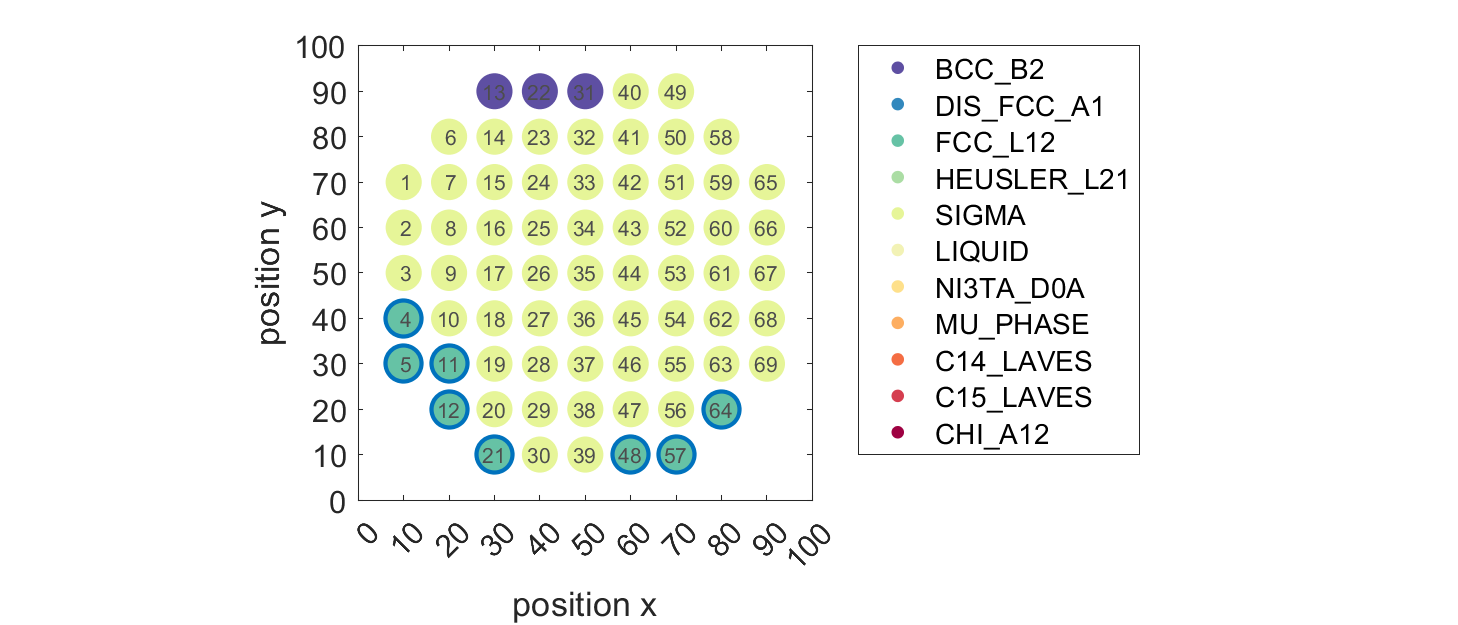 100
90
80
70
60
50
40
30
20
10
0
position y
13 22 31 40 49
6 14 23 32 41 50 58
1 7 15 24 33 42 51 59 65
2 8 16 25 34 43 52 60 66
3 9 17 26 35 44 53 61 67
4 10 18 27 36 45 54 62 68
5 11 19 28 37 46 55 63 69
12 20 29 38 47 56 64
21 30 39 48 57
0 10 20 30 40 50 60 70 80 90 100
position x
BCC_B2
DIS_FCC_A1
FCC_L12
HEUSLER_L21
SIGMA
LIQUID
NI3TA_D0A
MU_PHASE
C14_LAVES
C15_LAVES
CHI_A12